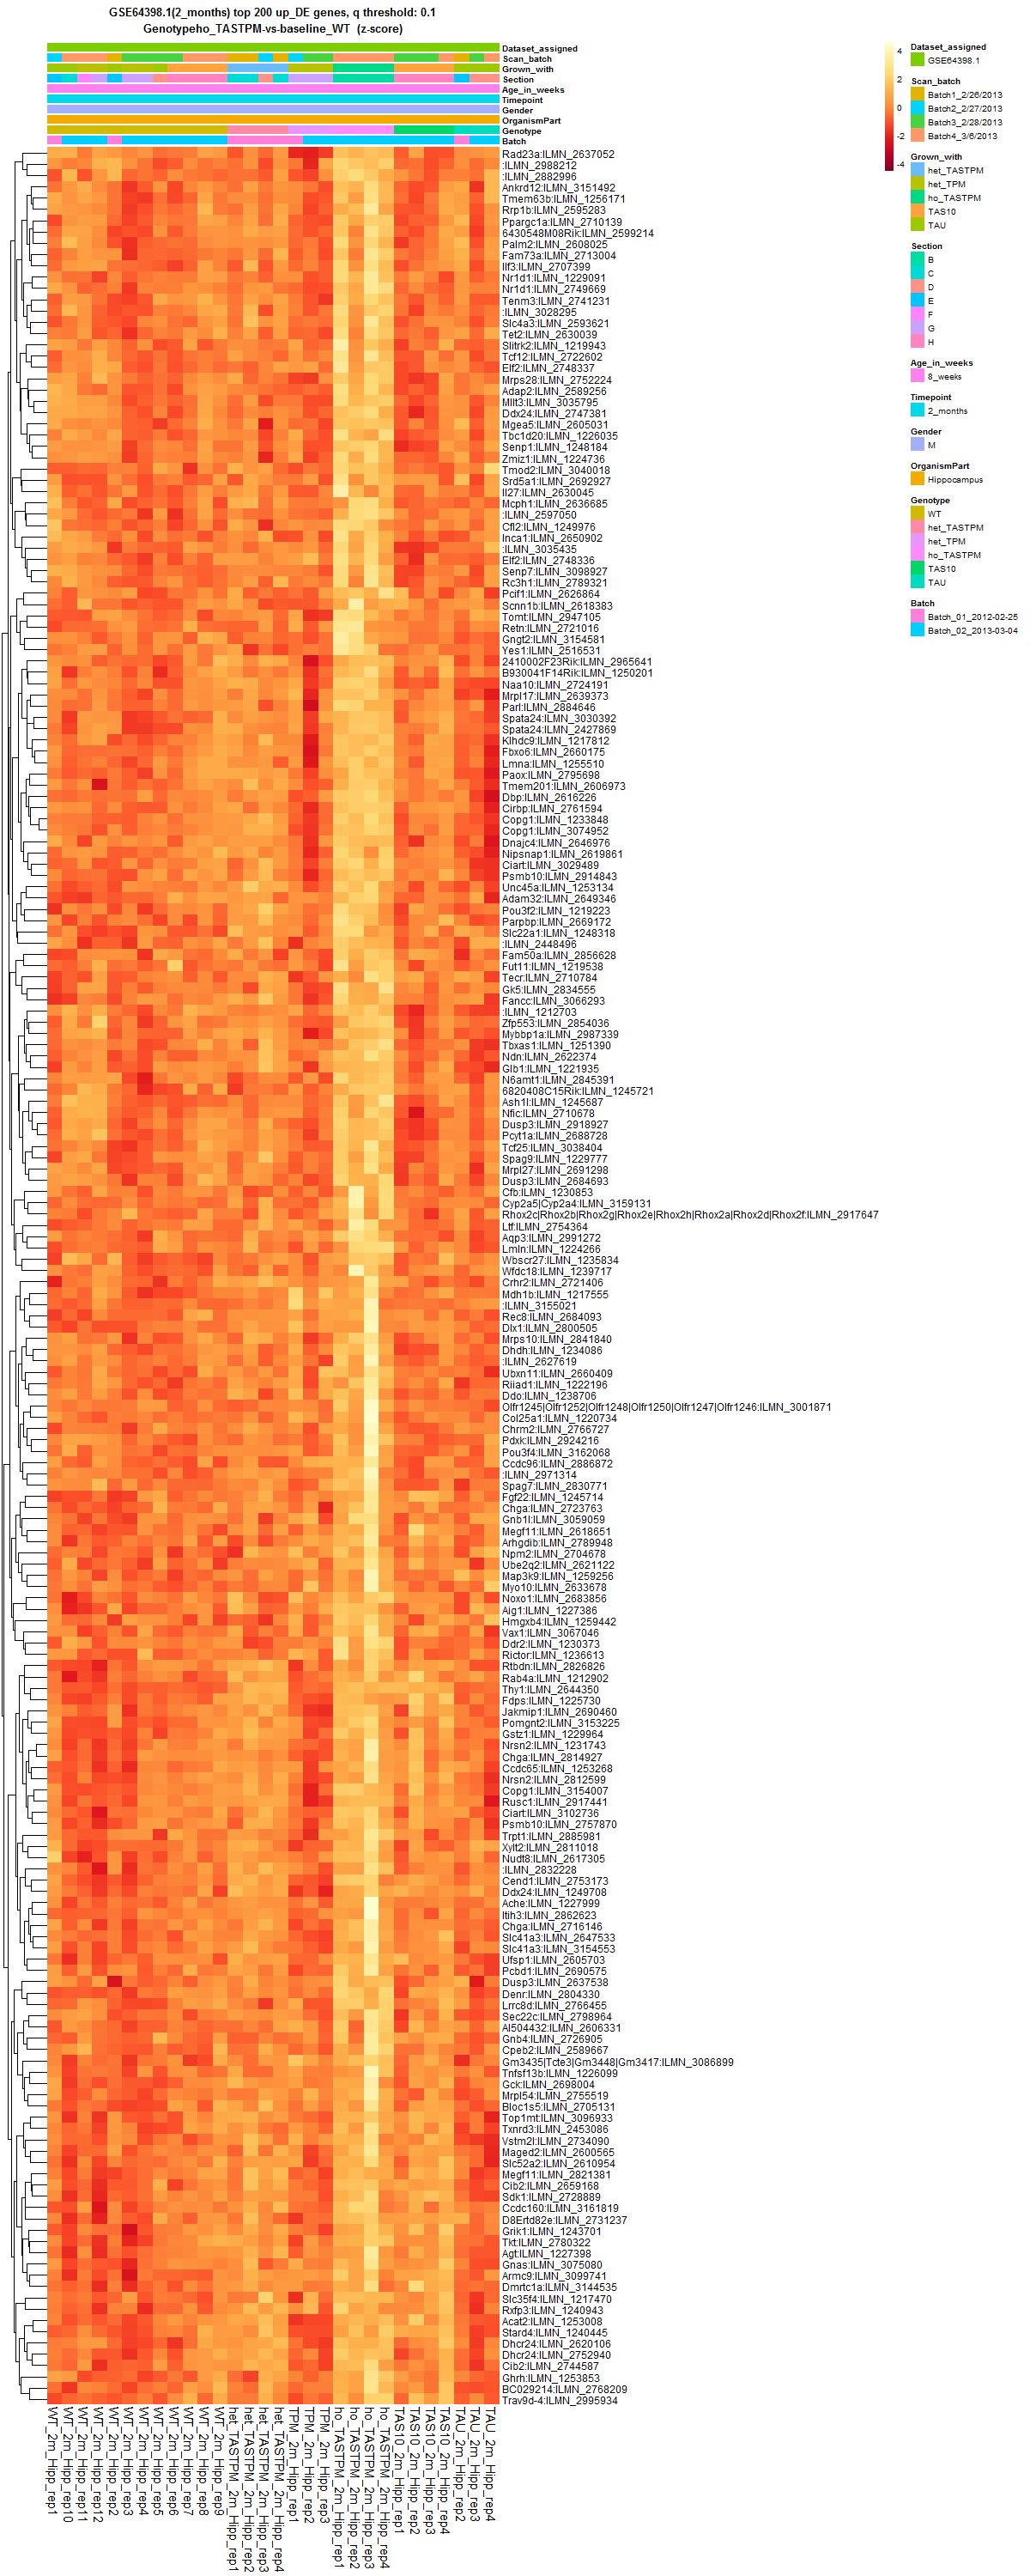 GSE64398.1(2_months) top 200 up_DE genes, q threshold: 0.1
Genotypeho_TASTPM-vs-baseline_WT  (z-score)
Dataset_assigned
Scan_batch
Grown_with
Section
Age_in_weeks
Timepoint
Gender
OrganismPart
Genotype
Batch
Rad23a:ILMN_2637052
:ILMN_2988212
:ILMN_2882996
Ankrd12:ILMN_3151492
Tmem63b:ILMN_1256171
Rrp1b:ILMN_2595283
Ppargc1a:ILMN_2710139
6430548M08Rik:ILMN_2599214
Palm2:ILMN_2608025
Fam73a:ILMN_2713004
Ilf3:ILMN_2707399
Nr1d1:ILMN_1229091
Nr1d1:ILMN_2749669
Tenm3:ILMN_2741231
:ILMN_3028295
Slc4a3:ILMN_2593621
Tet2:ILMN_2630039
Slitrk2:ILMN_1219943
Tcf12:ILMN_2722602
Elf2:ILMN_2748337
Mrps28:ILMN_2752224
Adap2:ILMN_2589256
Mllt3:ILMN_3035795
Ddx24:ILMN_2747381
Mgea5:ILMN_2605031
Tbc1d20:ILMN_1226035
Senp1:ILMN_1248184
Zmiz1:ILMN_1224736
Tmod2:ILMN_3040018
Srd5a1:ILMN_2692927
Il27:ILMN_2630045
Mcph1:ILMN_2636685
:ILMN_2597050
Cfl2:ILMN_1249976
Inca1:ILMN_2650902
:ILMN_3035435
Elf2:ILMN_2748336
Senp7:ILMN_3098927
Rc3h1:ILMN_2789321
Pcif1:ILMN_2626864
Scnn1b:ILMN_2618383
Tomt:ILMN_2947105
Retn:ILMN_2721016
Gngt2:ILMN_3154581
Yes1:ILMN_2516531
2410002F23Rik:ILMN_2965641
B930041F14Rik:ILMN_1250201
Naa10:ILMN_2724191
Mrpl17:ILMN_2639373
Parl:ILMN_2884646
Spata24:ILMN_3030392
Spata24:ILMN_2427869
Klhdc9:ILMN_1217812
Fbxo6:ILMN_2660175
Lmna:ILMN_1255510
Paox:ILMN_2795698
Tmem201:ILMN_2606973
Dbp:ILMN_2616226
Cirbp:ILMN_2761594
Copg1:ILMN_1233848
Copg1:ILMN_3074952
Dnajc4:ILMN_2646976
Nipsnap1:ILMN_2619861
Ciart:ILMN_3029489
Psmb10:ILMN_2914843
Unc45a:ILMN_1253134
Adam32:ILMN_2649346
Pou3f2:ILMN_1219223
Parpbp:ILMN_2669172
Slc22a1:ILMN_1248318
:ILMN_2448496
Fam50a:ILMN_2856628
Fut11:ILMN_1219538
Tecr:ILMN_2710784
Gk5:ILMN_2834555
Fancc:ILMN_3066293
:ILMN_1212703
Zfp553:ILMN_2854036
Mybbp1a:ILMN_2987339
Tbxas1:ILMN_1251390
Ndn:ILMN_2622374
Glb1:ILMN_1221935
N6amt1:ILMN_2845391
6820408C15Rik:ILMN_1245721
Ash1l:ILMN_1245687
Nfic:ILMN_2710678
Dusp3:ILMN_2918927
Pcyt1a:ILMN_2688728
Tcf25:ILMN_3038404
Spag9:ILMN_1229777
Mrpl27:ILMN_2691298
Dusp3:ILMN_2684693
Cfb:ILMN_1230853
Cyp2a5|Cyp2a4:ILMN_3159131
Rhox2c|Rhox2b|Rhox2g|Rhox2e|Rhox2h|Rhox2a|Rhox2d|Rhox2f:ILMN_2917647
Ltf:ILMN_2754364
Aqp3:ILMN_2991272
Lmln:ILMN_1224266
Wbscr27:ILMN_1235834
Wfdc18:ILMN_1239717
Crhr2:ILMN_2721406
Mdh1b:ILMN_1217555
:ILMN_3155021
Rec8:ILMN_2684093
Dlx1:ILMN_2800505
Mrps10:ILMN_2841840
Dhdh:ILMN_1234086
:ILMN_2627619
Ubxn11:ILMN_2660409
Riiad1:ILMN_1222196
Ddo:ILMN_1238706
Olfr1245|Olfr1252|Olfr1248|Olfr1250|Olfr1247|Olfr1246:ILMN_3001871
Col25a1:ILMN_1220734
Chrm2:ILMN_2766727
Pdxk:ILMN_2924216
Pou3f4:ILMN_3162068
Ccdc96:ILMN_2886872
:ILMN_2971314
Spag7:ILMN_2830771
Fgf22:ILMN_1245714
Chga:ILMN_2723763
Gnb1l:ILMN_3059059
Megf11:ILMN_2618651
Arhgdib:ILMN_2789948
Npm2:ILMN_2704678
Ube2q2:ILMN_2621122
Map3k9:ILMN_1259256
Myo10:ILMN_2633678
Noxo1:ILMN_2683856
Aig1:ILMN_1227386
Hmgxb4:ILMN_1259442
Vax1:ILMN_3067046
Ddr2:ILMN_1230373
Rictor:ILMN_1236613
Rtbdn:ILMN_2826826
Rab4a:ILMN_1212902
Thy1:ILMN_2644350
Fdps:ILMN_1225730
Jakmip1:ILMN_2690460
Pomgnt2:ILMN_3153225
Gstz1:ILMN_1229964
Nrsn2:ILMN_1231743
Chga:ILMN_2814927
Ccdc65:ILMN_1253268
Nrsn2:ILMN_2812599
Copg1:ILMN_3154007
Rusc1:ILMN_2917441
Ciart:ILMN_3102736
Psmb10:ILMN_2757870
Trpt1:ILMN_2885981
Xylt2:ILMN_2811018
Nudt8:ILMN_2617305
:ILMN_2832228
Cend1:ILMN_2753173
Ddx24:ILMN_1249708
Ache:ILMN_1227999
Itih3:ILMN_2862623
Chga:ILMN_2716146
Slc41a3:ILMN_2647533
Slc41a3:ILMN_3154553
Ufsp1:ILMN_2605703
Pcbd1:ILMN_2690575
Dusp3:ILMN_2637538
Denr:ILMN_2804330
Lrrc8d:ILMN_2766455
Sec22c:ILMN_2798964
AI504432:ILMN_2606331
Gnb4:ILMN_2726905
Cpeb2:ILMN_2589667
Gm3435|Tcte3|Gm3448|Gm3417:ILMN_3086899
Tnfsf13b:ILMN_1226099
Gck:ILMN_2698004
Mrpl54:ILMN_2755519
Bloc1s5:ILMN_2705131
Top1mt:ILMN_3096933
Txnrd3:ILMN_2453086
Vstm2l:ILMN_2734090
Maged2:ILMN_2600565
Slc52a2:ILMN_2610954
Megf11:ILMN_2821381
Cib2:ILMN_2659168
Sdk1:ILMN_2728889
Ccdc160:ILMN_3161819
D8Ertd82e:ILMN_2731237
Grik1:ILMN_1243701
Tkt:ILMN_2780322
Agt:ILMN_1227398
Gnas:ILMN_3075080
Armc9:ILMN_3099741
Dmrtc1a:ILMN_3144535
Slc35f4:ILMN_1217470
Rxfp3:ILMN_1240943
Acat2:ILMN_1253008
Stard4:ILMN_1240445
Dhcr24:ILMN_2620106
Dhcr24:ILMN_2752940
Cib2:ILMN_2744587
Ghrh:ILMN_1253853
BC029214:ILMN_2768209
Trav9d-4:ILMN_2995934
WT_2m_Hipp_rep1
WT_2m_Hipp_rep10
WT_2m_Hipp_rep11
WT_2m_Hipp_rep12
WT_2m_Hipp_rep2
WT_2m_Hipp_rep3
WT_2m_Hipp_rep4
WT_2m_Hipp_rep5
WT_2m_Hipp_rep6
WT_2m_Hipp_rep7
WT_2m_Hipp_rep8
WT_2m_Hipp_rep9
het_TASTPM_2m_Hipp_rep1
het_TASTPM_2m_Hipp_rep2
het_TASTPM_2m_Hipp_rep3
het_TASTPM_2m_Hipp_rep4
TPM_2m_Hipp_rep1
TPM_2m_Hipp_rep2
TPM_2m_Hipp_rep3
ho_TASTPM_2m_Hipp_rep1
ho_TASTPM_2m_Hipp_rep2
ho_TASTPM_2m_Hipp_rep3
ho_TASTPM_2m_Hipp_rep4
TAS10_2m_Hipp_rep1
TAS10_2m_Hipp_rep2
TAS10_2m_Hipp_rep3
TAS10_2m_Hipp_rep4
TAU_2m_Hipp_rep2
TAU_2m_Hipp_rep3
TAU_2m_Hipp_rep4
4
2
0
-2
-4
Dataset_assigned
GSE64398.1
Scan_batch
Batch1_2/26/2013
Batch2_2/27/2013
Batch3_2/28/2013
Batch4_3/6/2013
Grown_with
het_TASTPM
het_TPM
ho_TASTPM
TAS10
TAU
Section
B
C
D
E
F
G
H
Age_in_weeks
8_weeks
Timepoint
2_months
Gender
M
OrganismPart
Hippocampus
Genotype
WT
het_TASTPM
het_TPM
ho_TASTPM
TAS10
TAU
Batch
Batch_01_2012-02-25
Batch_02_2013-03-04